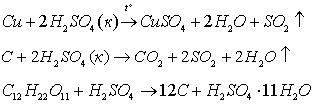 Cu + 2H₂SO₄(к) →t° CuSO₄ + 2H₂O + SO₂ ↑
C + 2H₂SO₄(к) → CO₂ + 2SO₂ + 2H₂O ↑
C₁₂H₂₂O₁₁ + H₂SO₄ → 12C + H₂SO₄ · 11H₂O